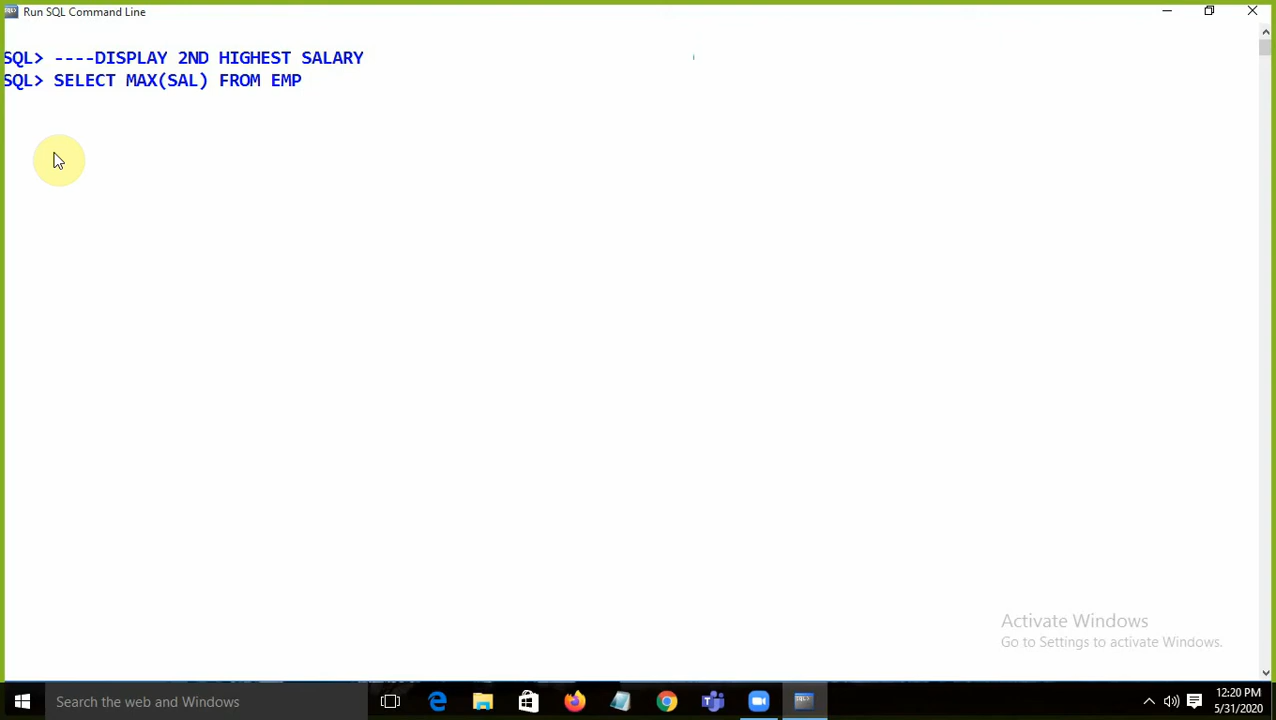 Run SQL Command Line
SQL> ----DISPLAY 2ND HIGHEST SALARY
SQL> SELECT MAX(SAL) FROM EMP
Activate Windows
Go to Settings to activate Windows.
Search the web and Windows
12:20 PM
5/31/2020